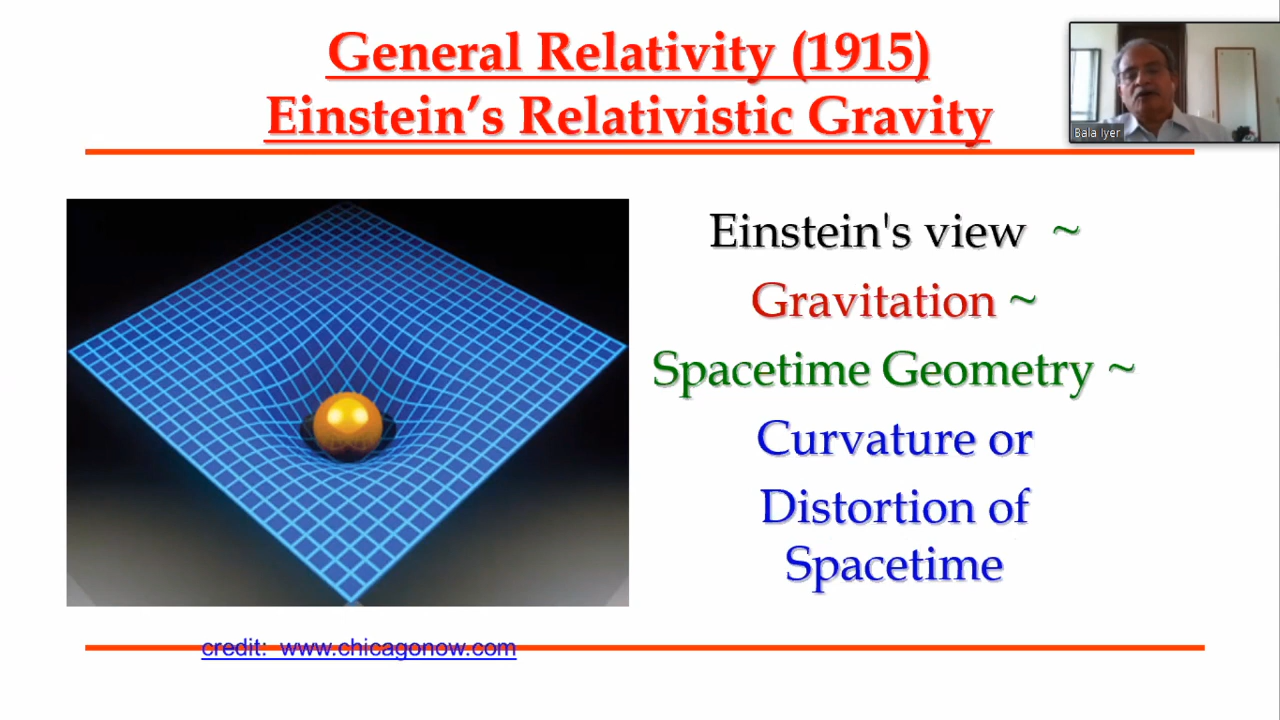 General Relativity (1915)
Einstein’s Relativistic Gravity
Bala Iyer
Einstein's view ~
Gravitation ~
Spacetime Geometry ~
Curvature or
Distortion of
Spacetime
credit: www.chicagonow.com